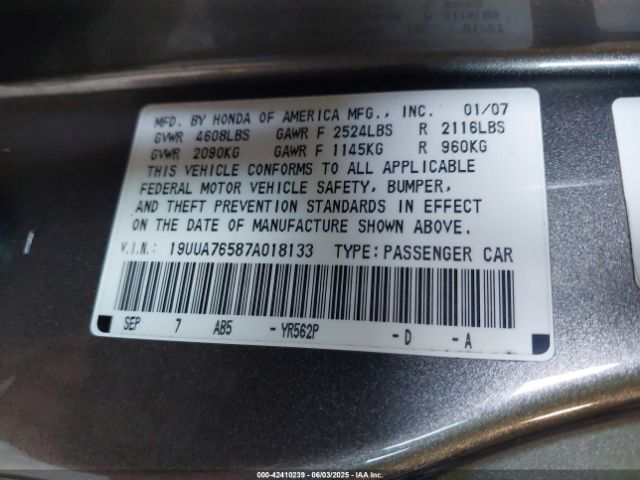 MFD. BY HONDA OF AMERICA MFG., INC. 01/07
GVWR 4608LBS GAWR F 2524LBS R 2116LBS
GVWR 2090KG GAWR F 1145KG R 960KG
THIS VEHICLE CONFORMS TO ALL APPLICABLE
FEDERAL MOTOR VEHICLE SAFETY, BUMPER,
AND THEFT PREVENTION STANDARDS IN EFFECT
ON THE DATE OF MANUFACTURE SHOWN ABOVE.
V.I.N.: 19UUA76587A018133 TYPE:PASSENGER CAR
SEP 7 AB5 -YR562P -D -A
000-42410239 - 06/03/2025 - IAA Inc.